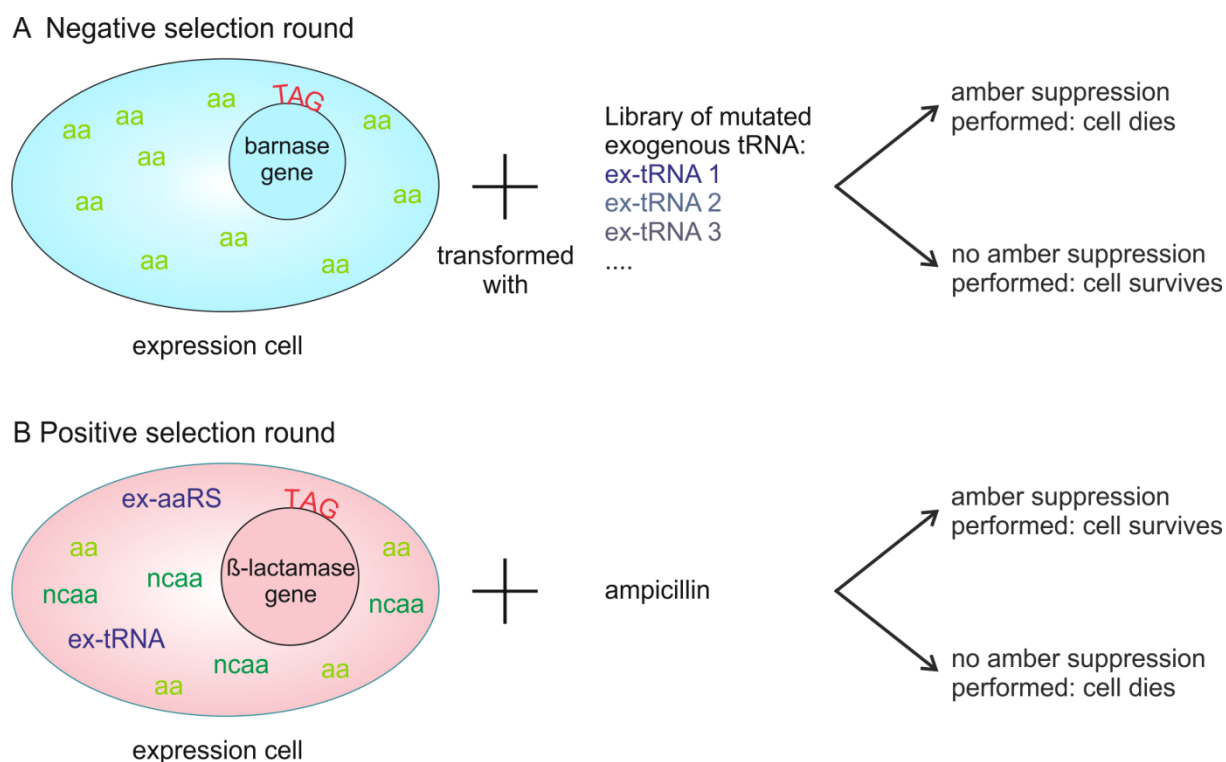 A Negative selection round
aa
aa
aa
aa
aa
aa
aa
aa
aa
aa
TAG
barnase
gene
expression cell
transformed
with
Library of mutated
exogenous tRNA:
ex-tRNA 1
ex-tRNA 2
ex-tRNA 3
....
amber suppression
performed: cell dies
no amber suppression
performed: cell survives
B Positive selection round
ex-aaRS
TAG
aa
aa
ncaa
ncaa
ncaa
ß-lactamase
gene
ex-tRNA
ncaa
aa
aa
expression cell
ampicillin
amber suppression
performed: cell survives
no amber suppression
performed: cell dies